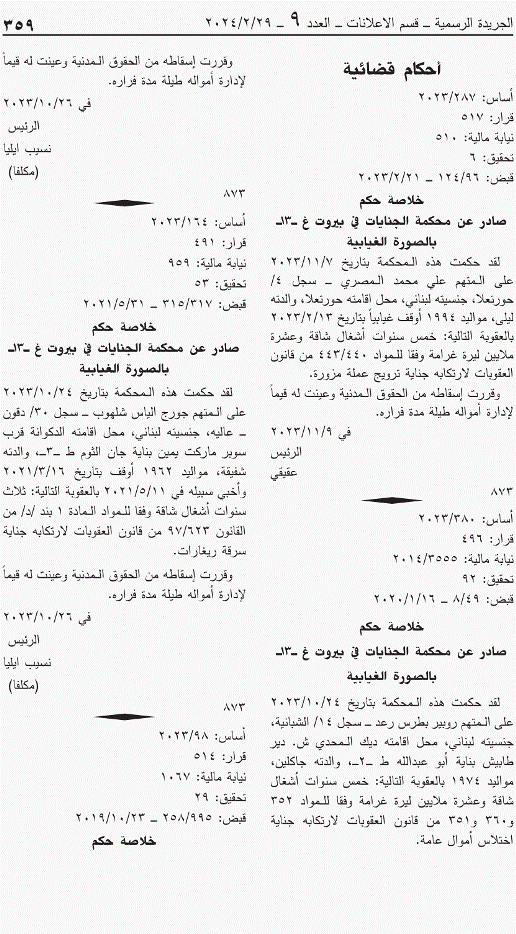 الجريدة الرسمية ـ قسم الاعلانات ـ العدد ٩ ـ ٢٠٢٤/٢/٢٩
٣٥٩
أحكام قضائية
أساس: ٢٠٢٣/٢٨٧
قرار: ٥١٧
نيابة مالية: ٥١٠
تحقيق: ٦
قبض: ١٢٤/٩٦ ـ ٢٠٢٣/٢/٢١
خلاصة حكم
صادر عن محكمة الجنايات في بيروت غ ـ١٣ـ
بالصورة الغيابية
لقد حكمت هذه المحكمة بتاريخ ٢٠٢٣/١١/٧
على المتهم علي محمد المصري ـ سجل ٤/
حورتعلا، جنسيته لبناني، محل اقامته حورتعلا، والدته
ليلى، مواليد ١٩٩٤ أوقف غيابياً بتاريخ ٢٠٢٣/٢/١٣
بالعقوبة التالية: خمس سنوات أشغال شاقة وعشرة
ملايين ليرة غرامة وفقا للمواد ٤٤٣/٤٤٠ من قانون
العقوبات لارتكابه جناية ترويج عملة مزورة.
وقررت إسقاطه من الحقوق المدنية وعينت له قيماً
لإدارة أمواله طيلة مدة فراره.
في ٢٠٢٣/١١/٩
الرئيس
عقيقي
٨٧٣
أساس: ٢٠٢٣/٣٨٠
قرار: ٤٩٦
نيابة مالية: ٢٠١٤/٣٥٥٥
تحقيق: ٩٢
قبض: ٨/٤٩ ـ ٢٠٢٠/١/١٦
خلاصة حكم
صادر عن محكمة الجنايات في بيروت غ ـ١٣ـ
بالصورة الغيابية
لقد حكمت هذه المحكمة بتاريخ ٢٠٢٣/١٠/٢٤
على المتهم روبير بطرس رعد ـ سجل ١٤/ الشبانية،
جنسيته لبناني، محل اقامته ديك المحدي ش. دير
طاميش بناية أبو عبدالله ط ـ٢ـ، والدته جاكلين،
مواليد ١٩٧٤ بالعقوبة التالية: خمس سنوات أشغال
شاقة وعشرة ملايين ليرة غرامة وفقا للمواد ٣٥٢
و٣٦٠ و٣٥١ من قانون العقوبات لارتكابه جناية
اختلاس أموال عامة.
وقررت إسقاطه من الحقوق المدنية وعينت له قيماً
لإدارة أمواله طيلة مدة فراره.
في ٢٠٢٣/١٠/٢٦
الرئيس
نسيب ايليا
(مكلفا)
٨٧٣
أساس: ٢٠٢٣/١٦٤
قرار: ٤٩١
نيابة مالية: ٩٥٩
تحقيق: ٥٣
قبض: ٣١٥/٣١٧ ـ ٢٠٢١/٥/٣١
خلاصة حكم
صادر عن محكمة الجنايات في بيروت غ ـ١٣ـ
بالصورة الغيابية
لقد حكمت هذه المحكمة بتاريخ ٢٠٢٣/١٠/٢٤
على المتهم جورج الياس شلهوب ـ سجل ٣٠/ دقون
ـ عاليه، جنسيته لبناني، محل اقامته الدكوانة قرب
سوبر ماركت يمين بناية جان الثوم ط ـ٣ـ، والدته
شفيقة، مواليد ١٩٦٢ أوقف بتاريخ ٢٠٢١/٣/١٦
وأخبي سبيله في ٢٠٢١/٥/١١ بالعقوبة التالية: ثلاث
سنوات أشغال شاقة وفقا للمواد المادة ١ بند /د/ من
القانون ٩٧/٦٢٣ من قانون العقوبات لارتكابه جناية
سرقة ريغارات.
وقررت إسقاطه من الحقوق المدنية وعينت له قيماً
لإدارة أمواله طيلة مدة فراره.
في ٢٠٢٣/١٠/٢٦
الرئيس
نسيب ايليا
(مكلفا)
٨٧٣
أساس: ٢٠٢٣/٩٨
قرار: ٥١٤
نيابة مالية: ١٠٦٧
تحقيق: ٢٩
قبض: ٢٥٨/٩٩٥ ـ ٢٠١٩/١٠/٢٣
خلاصة حكم